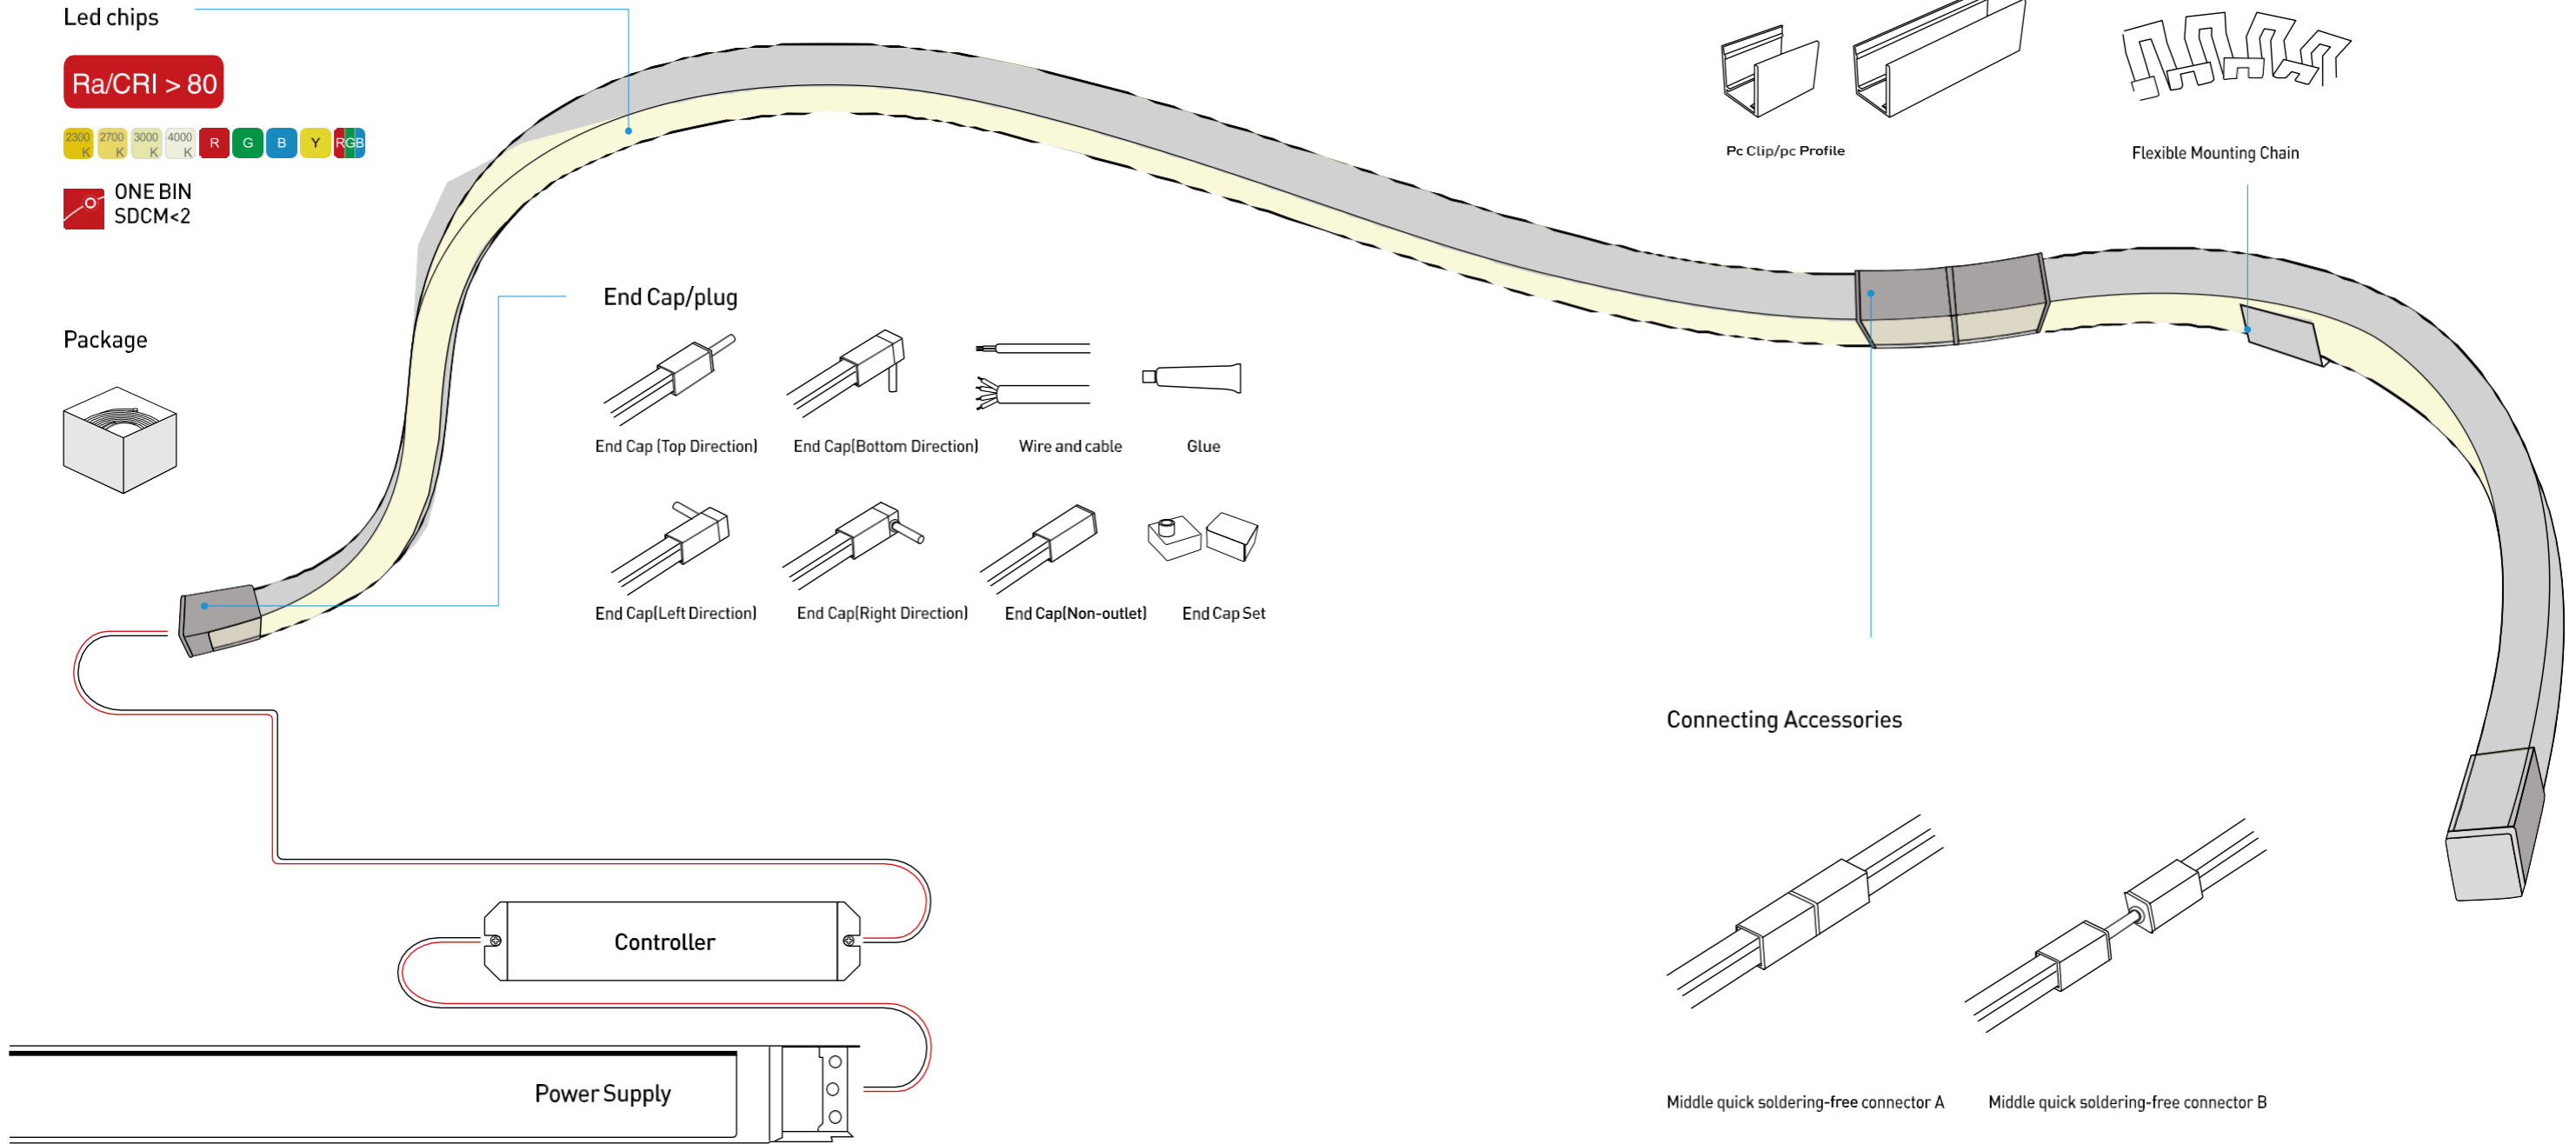 Led chips
Ra/CRI > 80
2300 K 2700 K 3000 K 4000 K R G B Y RGB
ONE BIN
SDCM<2
Package
End Cap/plug
End Cap (Top Direction) End Cap(Bottom Direction) Wire and cable Glue
End Cap(Left Direction) End Cap(Right Direction) End Cap(Non-outlet) End Cap Set
Pc Clip/pc Profile
Flexible Mounting Chain
Connecting Accessories
Middle quick soldering-free connector A Middle quick soldering-free connector B
Controller
Power Supply